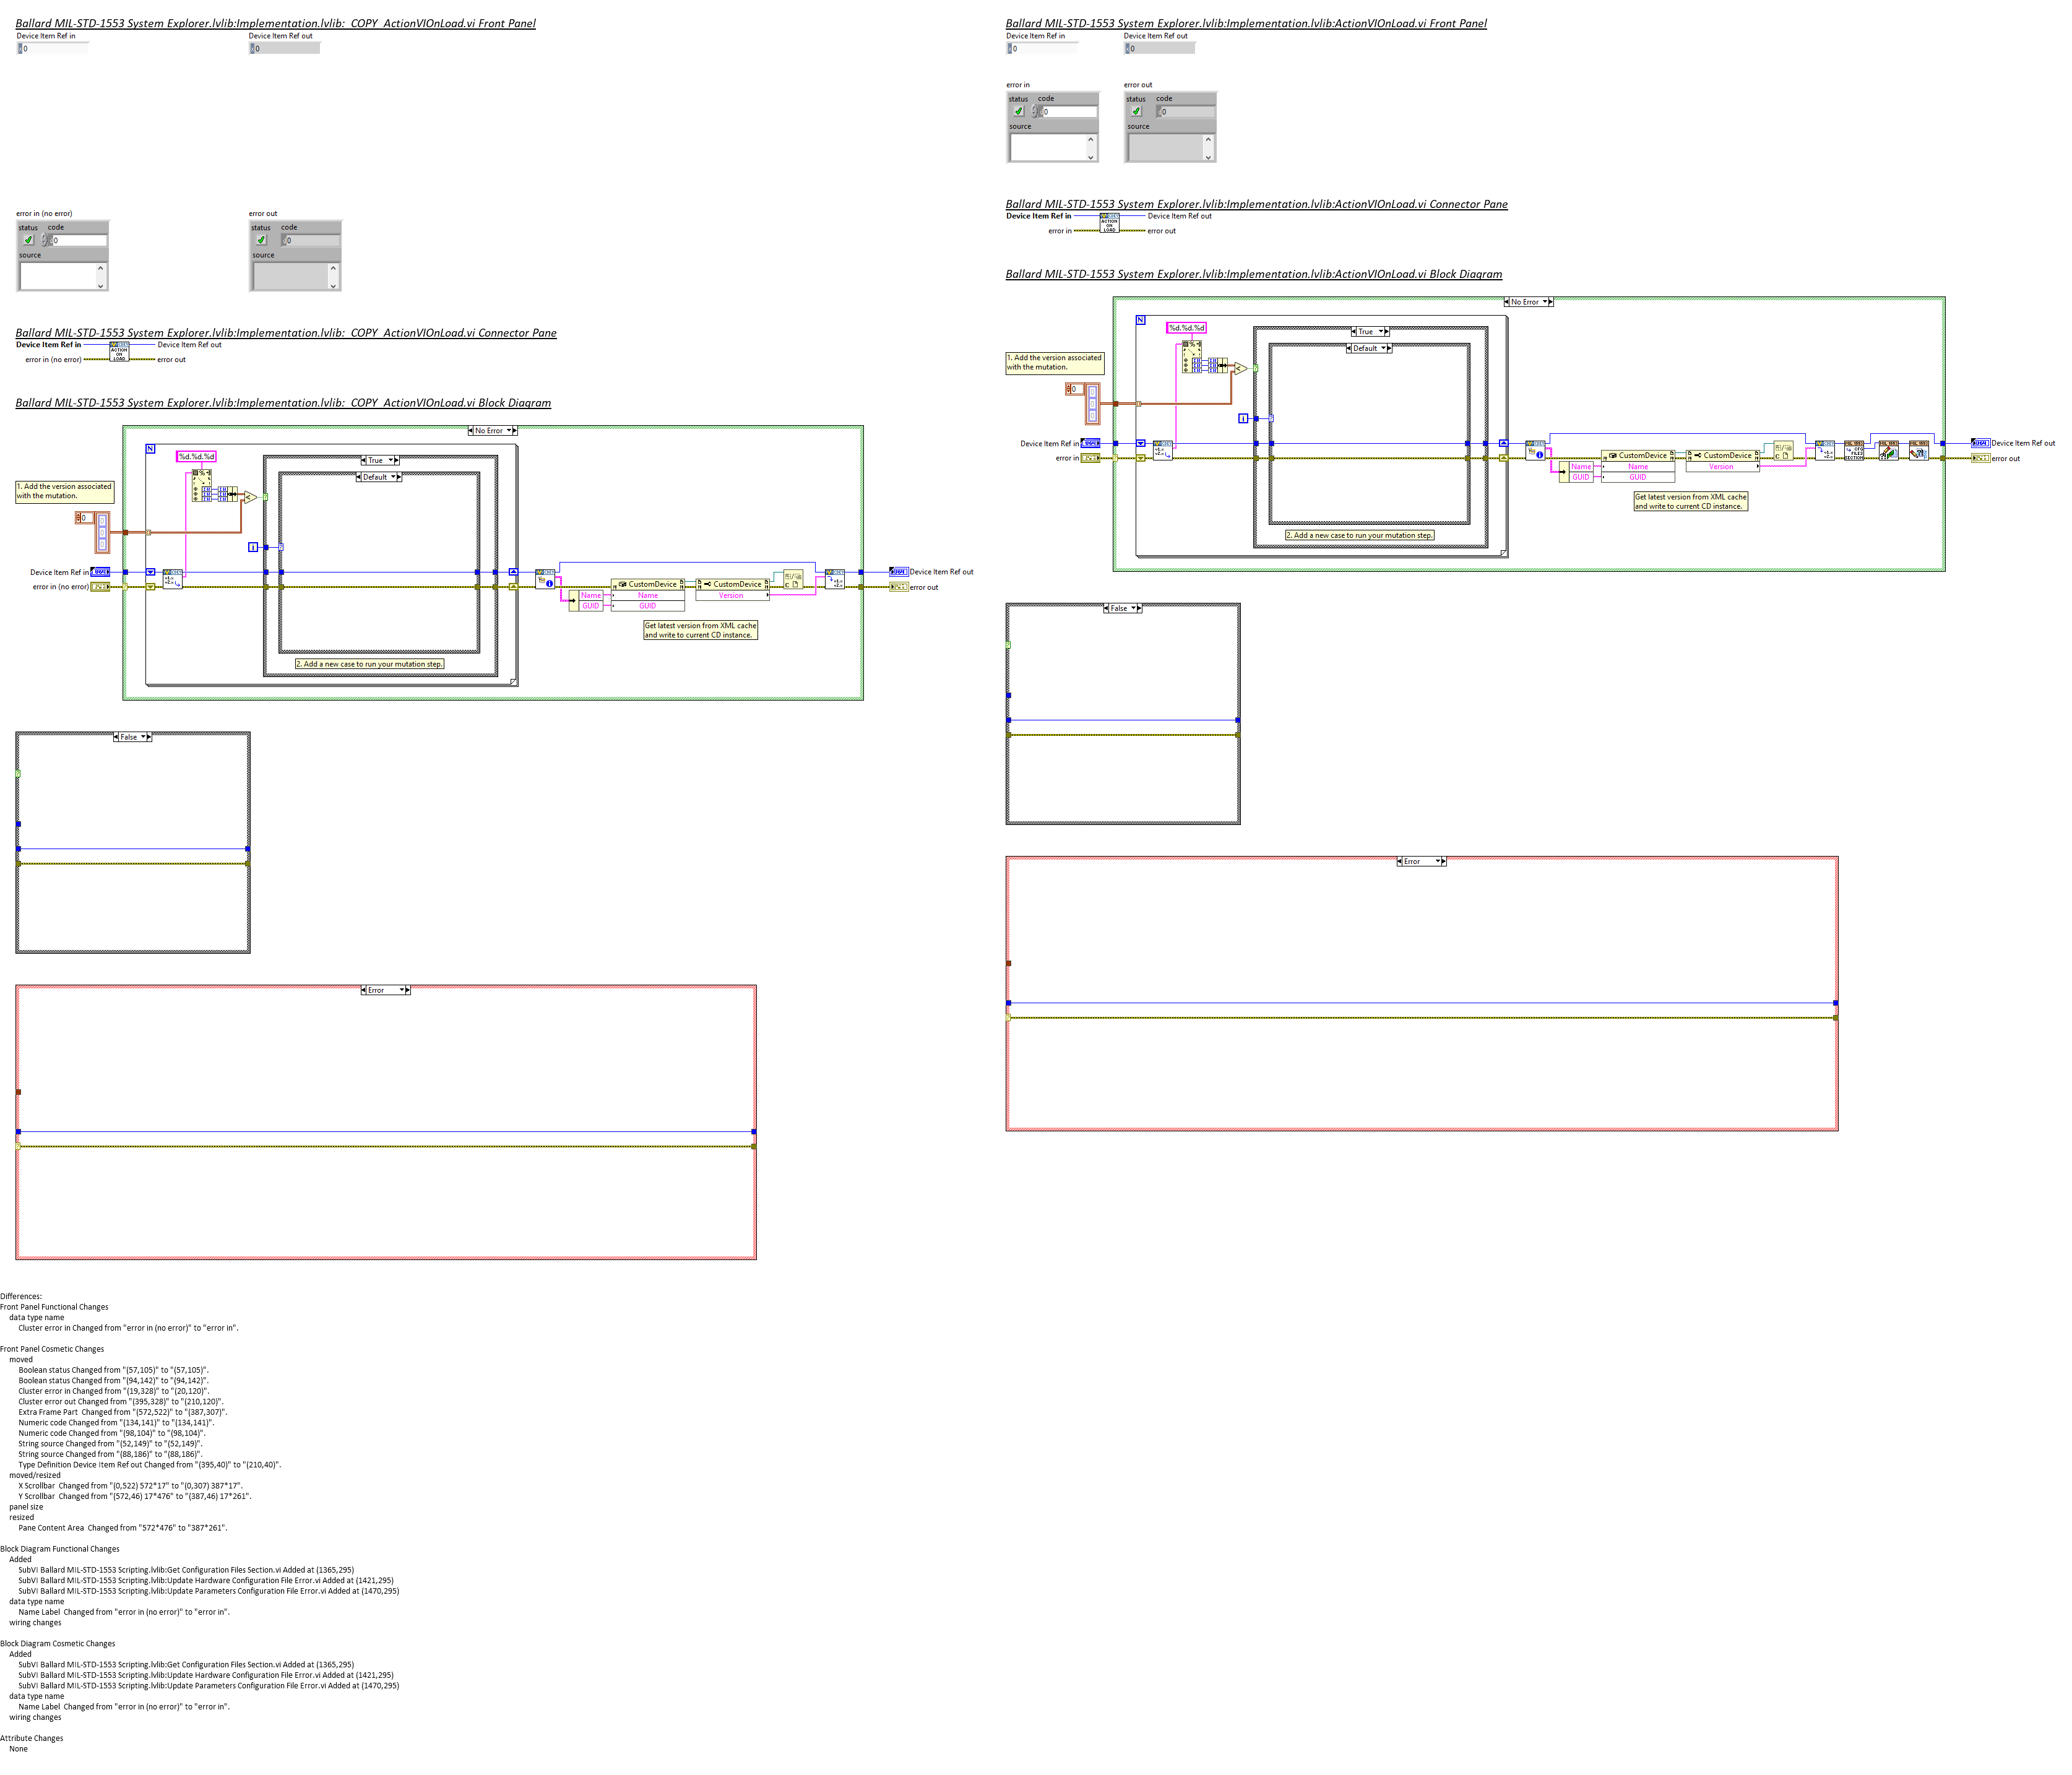 Ballard MIL-STD-1553 System Explorer.lvlib:Implementation.lvlib:_COPY_ActionVIOnLoad.vi Front Panel
Device Item Ref in
Device Item Ref out
0
0
error in (no error)
error out
status
code
status
code
0
0
source
source
Ballard MIL-STD-1553 System Explorer.lvlib:Implementation.lvlib:_COPY_ActionVIOnLoad.vi Connector Pane
Device Item Ref in
Device Item Ref out
ACTION
ON
LOAD
error in (no error)
error out
Ballard MIL-STD-1553 System Explorer.lvlib:Implementation.lvlib:_COPY_ActionVIOnLoad.vi Block Diagram
No Error
N
%d.%d.%d
True
Default
1. Add the version associated
with the mutation.
0
i
Device Item Ref in
Device Item Ref out
error in (no error)
error out
CustomDevice
CustomDevice
Name
Name
Version
GUID
GUID
Get latest version from XML cache
and write to current CD instance.
2. Add a new case to run your mutation step.
False
Error
Ballard MIL-STD-1553 System Explorer.lvlib:Implementation.lvlib:ActionVIOnLoad.vi Front Panel
Device Item Ref in
Device Item Ref out
0
0
error in
error out
status
code
status
code
0
0
source
source
Ballard MIL-STD-1553 System Explorer.lvlib:Implementation.lvlib:ActionVIOnLoad.vi Connector Pane
Device Item Ref in
Device Item Ref out
ACTION
ON
LOAD
error in
error out
Ballard MIL-STD-1553 System Explorer.lvlib:Implementation.lvlib:ActionVIOnLoad.vi Block Diagram
No Error
N
%d.%d.%d
True
Default
1. Add the version associated
with the mutation.
0
i
Device Item Ref in
Device Item Ref out
error in
error out
CustomDevice
CustomDevice
Name
Name
Version
GUID
GUID
Get latest version from XML cache
and write to current CD instance.
2. Add a new case to run your mutation step.
False
Error
Differences:
Front Panel Functional Changes
data type name
Cluster error in Changed from "error in (no error)" to "error in".
Front Panel Cosmetic Changes
moved
Boolean status Changed from "(57,105)" to "(57,105)".
Boolean status Changed from "(94,142)" to "(94,142)".
Cluster error in Changed from "(19,328)" to "(20,120)".
Cluster error out Changed from "(395,328)" to "(210,120)".
Extra Frame Part  Changed from "(572,522)" to "(387,307)".
Numeric code Changed from "(134,141)" to "(134,141)".
Numeric code Changed from "(98,104)" to "(98,104)".
String source Changed from "(52,149)" to "(52,149)".
String source Changed from "(88,186)" to "(88,186)".
Type Definition Device Item Ref out Changed from "(395,40)" to "(210,40)".
moved/resized
X Scrollbar  Changed from "(0,522) 572*17" to "(0,307) 387*17".
Y Scrollbar  Changed from "(572,46) 17*476" to "(387,46) 17*261".
panel size
resized
Pane Content Area  Changed from "572*476" to "387*261".
Block Diagram Functional Changes
Added
SubVI Ballard MIL-STD-1553 Scripting.lvlib:Get Configuration Files Section.vi Added at (1365,295)
SubVI Ballard MIL-STD-1553 Scripting.lvlib:Update Hardware Configuration File Error.vi Added at (1421,295)
SubVI Ballard MIL-STD-1553 Scripting.lvlib:Update Parameters Configuration File Error.vi Added at (1470,295)
data type name
Name Label  Changed from "error in (no error)" to "error in".
wiring changes
Block Diagram Cosmetic Changes
Added
SubVI Ballard MIL-STD-1553 Scripting.lvlib:Get Configuration Files Section.vi Added at (1365,295)
SubVI Ballard MIL-STD-1553 Scripting.lvlib:Update Hardware Configuration File Error.vi Added at (1421,295)
SubVI Ballard MIL-STD-1553 Scripting.lvlib:Update Parameters Configuration File Error.vi Added at (1470,295)
data type name
Name Label  Changed from "error in (no error)" to "error in".
wiring changes
Attribute Changes
None